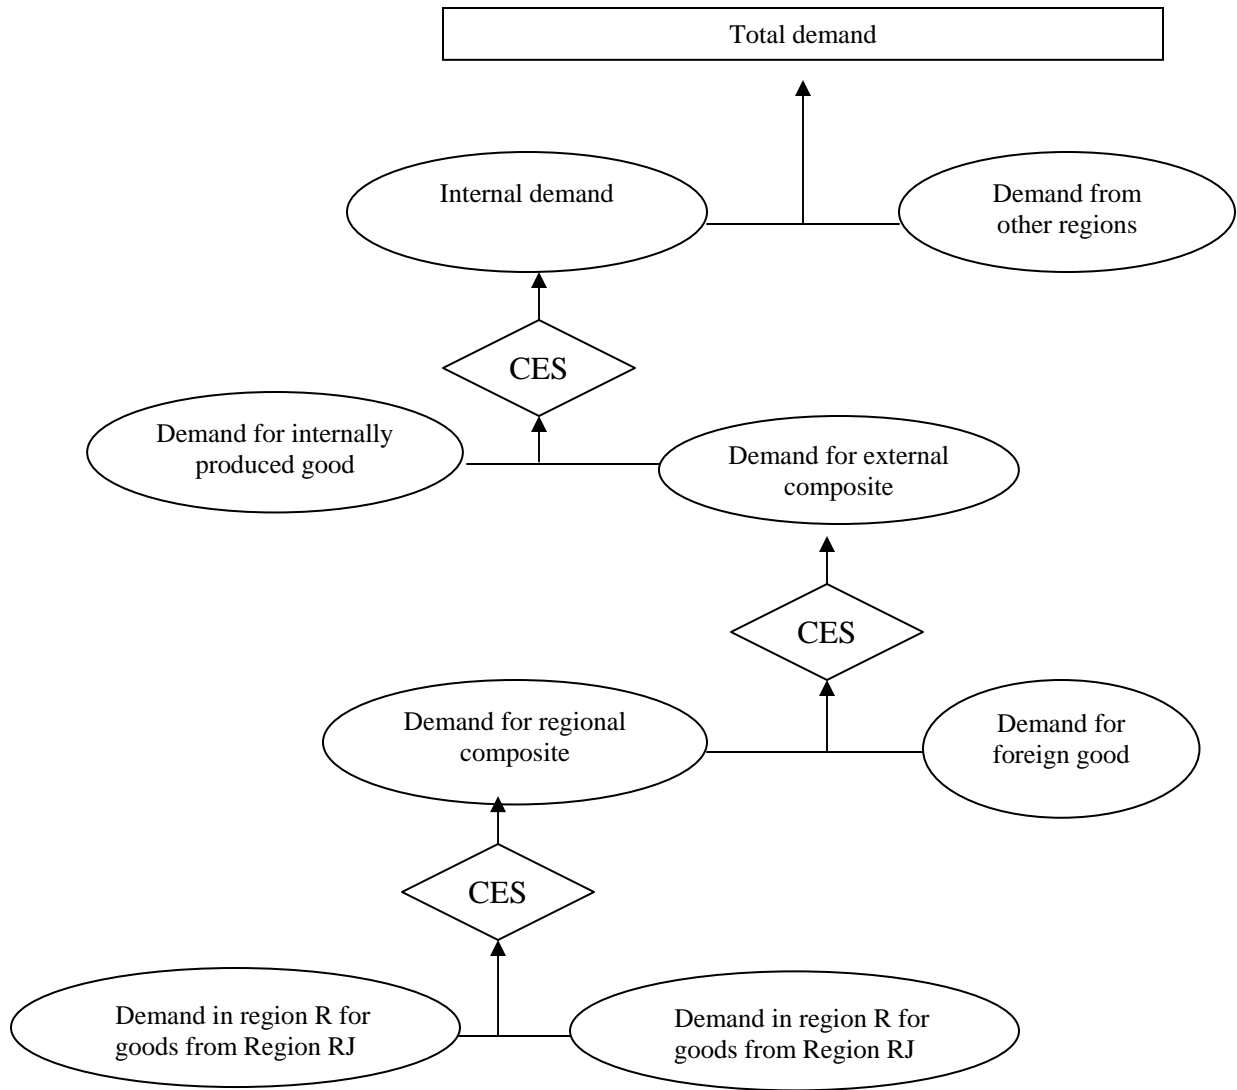 Total demand
Internal demand
Demand from
other regions
CES
Demand for internally
produced good
Demand for external
composite
CES
Demand for regional
composite
Demand for
foreign good
CES
Demand in region R for
goods from Region RJ
Demand in region R for
goods from Region RJ